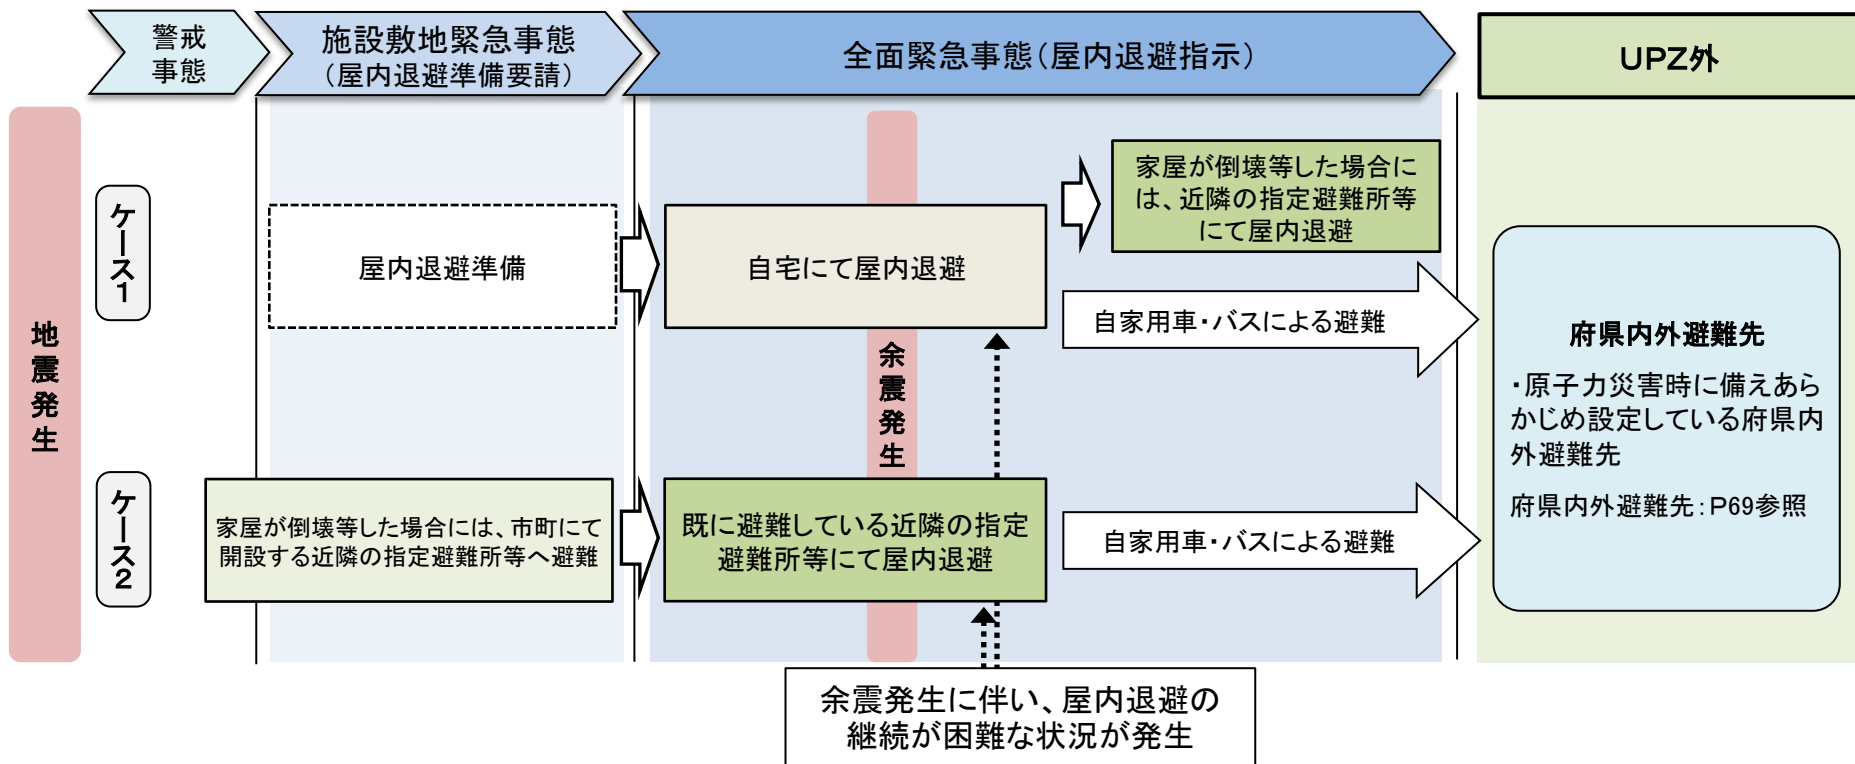 警戒
事態
施設敷地緊急事態
（屋内退避準備要請）
全面緊急事態（屋内退避指示）
UPZ外
地震発生
ケース1
屋内退避準備
自宅にて屋内退避
余震発生
家屋が倒壊等した場合に
は、近隣の指定避難所等
にて屋内退避
自家用車・バスによる避難
ケース2
家屋が倒壊等した場合には、市町にて
開設する近隣の指定避難所等へ避難
既に避難している近隣の指定
避難所等にて屋内退避
自家用車・バスによる避難
府県内外避難先
・原子力災害時に備えあら
かじめ設定している府県内
外避難先
府県内外避難先：P69参照
余震発生に伴い、屋内退避の
継続が困難な状況が発生